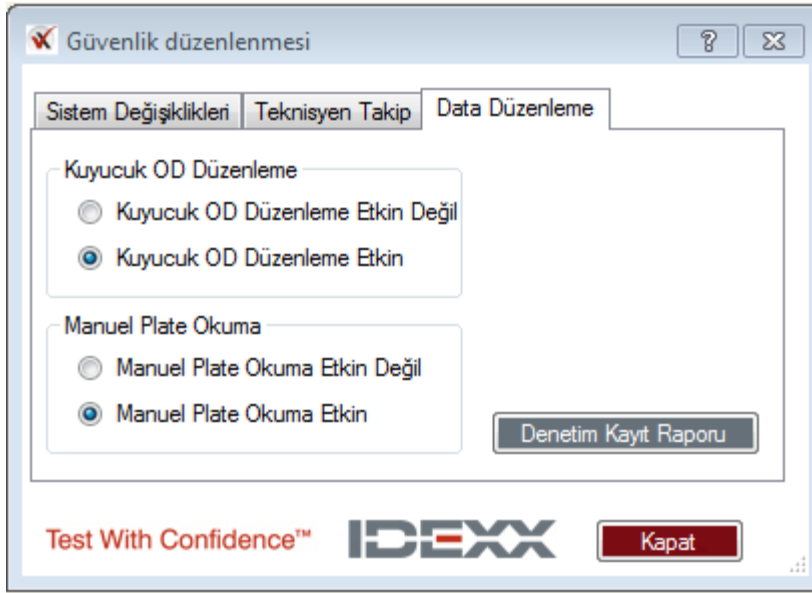 Güvenlik düzenlenmesi
Sistem Değişiklikleri Teknisyen Takip Data Düzenleme
Kuyucuk OD Düzenleme
Kuyucuk OD Düzenleme Etkin Değil
Kuyucuk OD Düzenleme Etkin
Manuel Plate Okuma
Manuel Plate Okuma Etkin Değil
Manuel Plate Okuma Etkin
Denetim Kayıt Raporu
Test With Confidence™ IDEXX Kapat